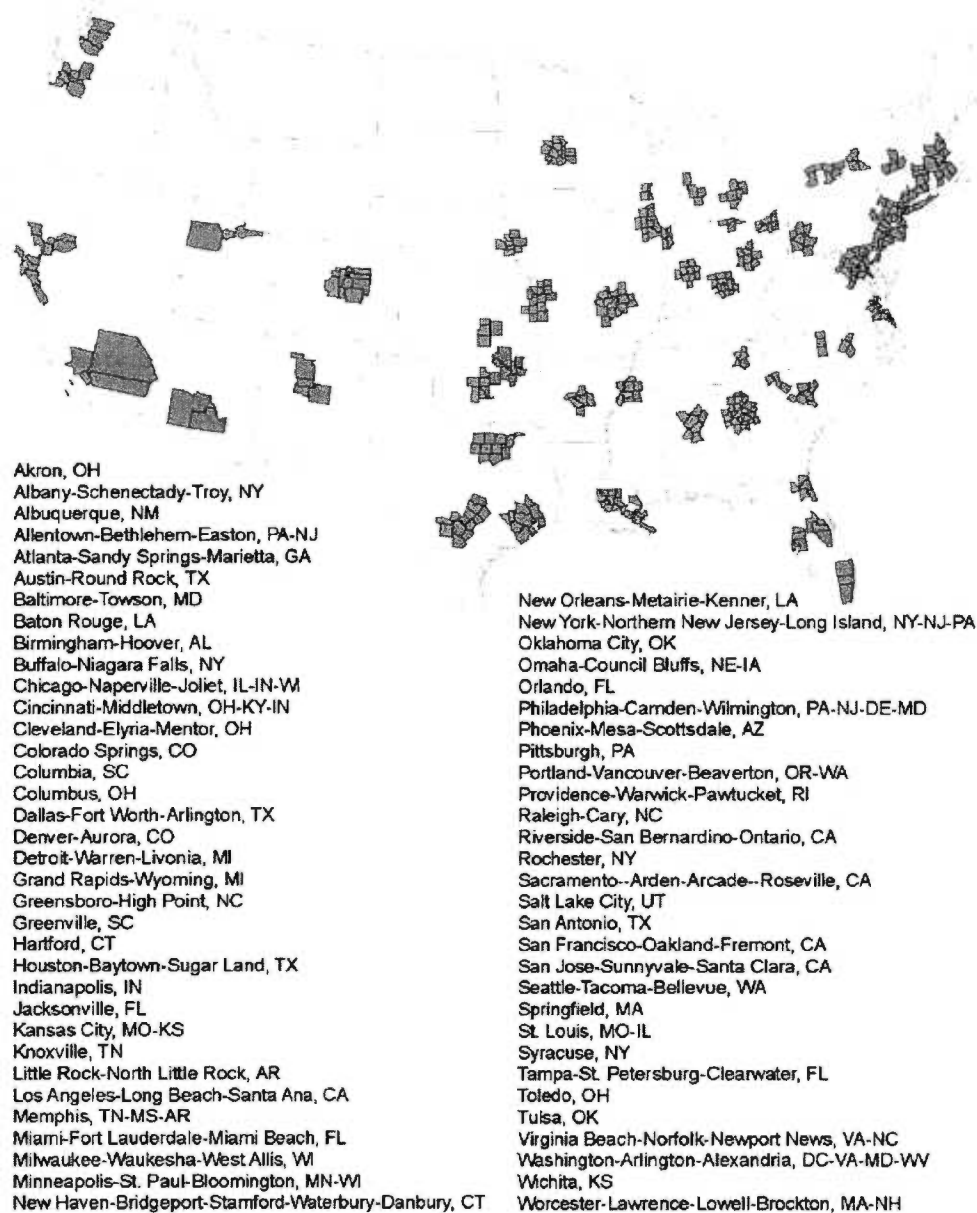 Akron, OH
Albany-Schenectady-Troy, NY
Albuquerque, NM
Allentown-Bethlehem-Easton, PA-NJ
Atlanta-Sandy Springs-Marietta, GA
Austin-Round Rock, TX
Baltimore-Towson, MD
Baton Rouge, LA
Birmingham-Hoover, AL
Buffalo-Niagara Falls, NY
Chicago-Naperville-Joliet, IL-IN-WI
Cincinnati-Middletown, OH-KY-IN
Cleveland-Elyria-Mentor, OH
Colorado Springs, CO
Columbia, SC
Columbus, OH
Dallas-Fort Worth-Arlington, TX
Denver-Aurora, CO
Detroit-Warren-Livonia, MI
Grand Rapids-Wyoming, MI
Greensboro-High Point, NC
Greenville, SC
Hartford, CT
Houston-Baytown-Sugar Land, TX
Indianapolis, IN
Jacksonville, FL
Kansas City, MO-KS
Knoxville, TN
Little Rock-North Little Rock, AR
Los Angeles-Long Beach-Santa Ana, CA
Memphis, TN-MS-AR
Miami-Fort Lauderdale-Miami Beach, FL
Milwaukee-Waukesha-West Allis, WI
Minneapolis-St. Paul-Bloomington, MN-WI
New Haven-Bridgeport-Stamford-Waterbury-Danbury, CT
New Orleans-Metairie-Kenner, LA
New York-Northern New Jersey-Long Island, NY-NJ-PA
Oklahoma City, OK
Omaha-Council Bluffs, NE-IA
Orlando, FL
Philadelphia-Camden-Wilmington, PA-NJ-DE-MD
Phoenix-Mesa-Scottsdale, AZ
Pittsburgh, PA
Portland-Vancouver-Beaverton, OR-WA
Providence-Warwick-Pawtucket, RI
Raleigh-Cary, NC
Riverside-San Bernardino-Ontario, CA
Rochester, NY
Sacramento--Arden-Arcade--Roseville, CA
Salt Lake City, UT
San Antonio, TX
San Francisco-Oakland-Fremont, CA
San Jose-Sunnyvale-Santa Clara, CA
Seattle-Tacoma-Bellevue, WA
Springfield, MA
St. Louis, MO-IL
Syracuse, NY
Tampa-St. Petersburg-Clearwater, FL
Toledo, OH
Tulsa, OK
Virginia Beach-Norfolk-Newport News, VA-NC
Washington-Arlington-Alexandria, DC-VA-MD-WV
Wichita, KS
Worcester-Lawrence-Lowell-Brockton, MA-NH